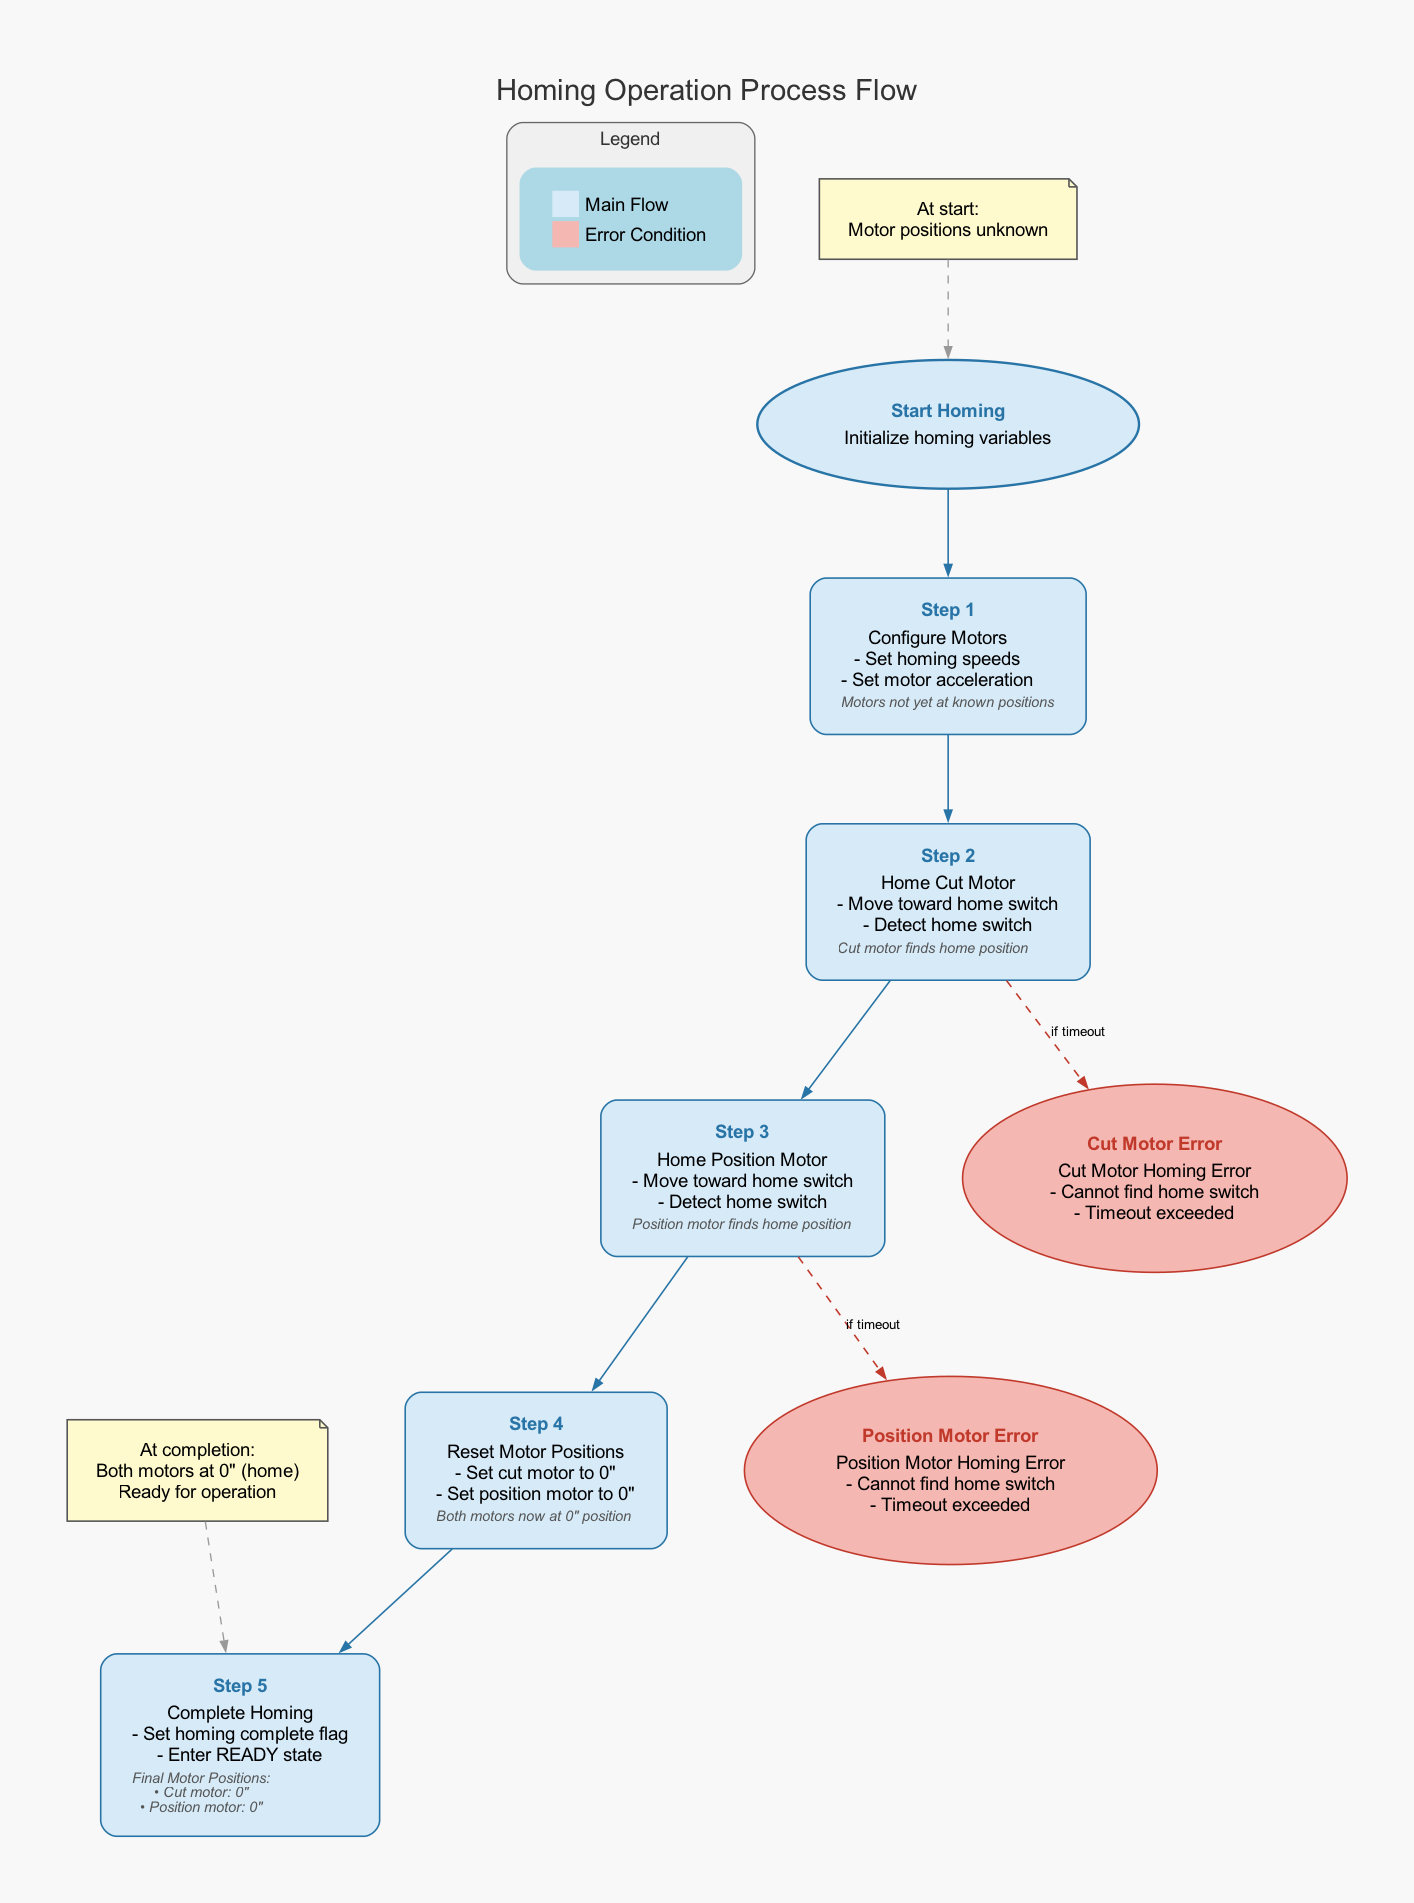 Homing Operation Process Flow
Legend
Main Flow
Error Condition
At start:
Motor positions unknown
Start Homing
Initialize homing variables
Step 1
Configure Motors
- Set homing speeds
- Set motor acceleration
Motors not yet at known positions
Step 2
Home Cut Motor
- Move toward home switch
- Detect home switch
Cut motor finds home position
if timeout
Step 3
Home Position Motor
- Move toward home switch
- Detect home switch
Position motor finds home position
Cut Motor Error
Cut Motor Homing Error
- Cannot find home switch
- Timeout exceeded
if timeout
Step 4
Reset Motor Positions
- Set cut motor to 0"
- Set position motor to 0"
Both motors now at 0" position
Position Motor Error
Position Motor Homing Error
- Cannot find home switch
- Timeout exceeded
At completion:
Both motors at 0" (home)
Ready for operation
Step 5
Complete Homing
- Set homing complete flag
- Enter READY state
Final Motor Positions:
• Cut motor: 0"
• Position motor: 0"